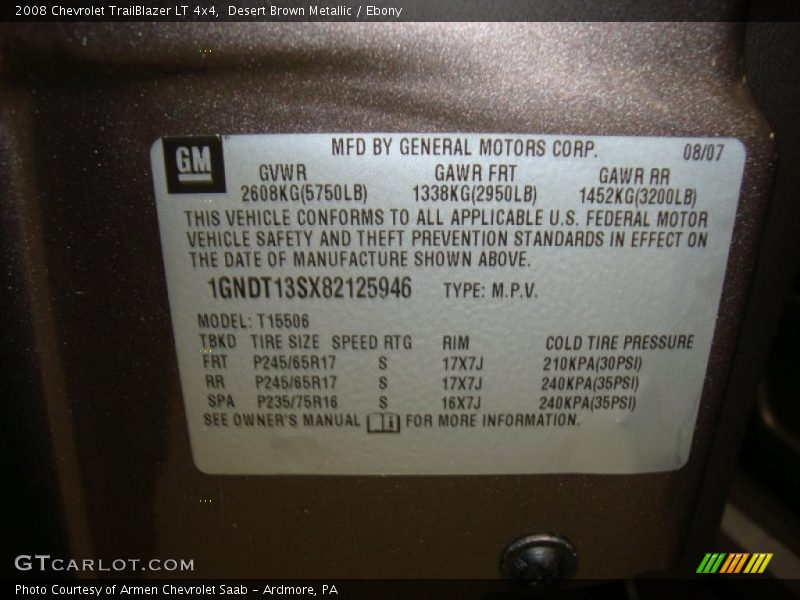 2008 Chevrolet TrailBlazer LT 4x4,  Desert Brown Metallic / Ebony
GM
MFD BY GENERAL MOTORS CORP. 08/07
GVWR GAWR FRT GAWR RR
2608KG(5750LB) 1338KG(2950LB) 1452KG(3200LB)
THIS VEHICLE CONFORMS TO ALL APPLICABLE U.S. FEDERAL MOTOR
VEHICLE SAFETY AND THEFT PREVENTION STANDARDS IN EFFECT ON
THE DATE OF MANUFACTURE SHOWN ABOVE.
1GNDT13SX82125946 TYPE: M.P.V.
MODEL: T15506
TBKD TIRE SIZE SPEED RTG RIM COLD TIRE PRESSURE
FRT P245/65R17 S 17X7J 210KPA(30PSI)
RR P245/65R17 S 17X7J 240KPA(35PSI)
SPA P235/75R16 S 16X7J 240KPA(35PSI)
SEE OWNER'S MANUAL FOR MORE INFORMATION.
GTCARLOT.COM
Photo Courtesy of Armen Chevrolet Saab - Ardmore, PA